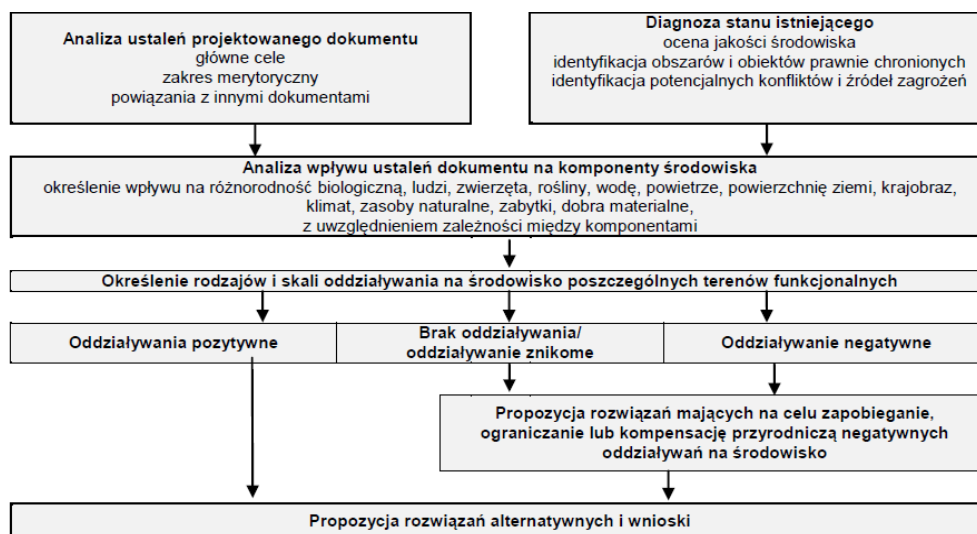 Analiza ustaleń projektowanego dokumentu
główne cele
zakres merytoryczny
powiązania z innymi dokumentami
Diagnoza stanu istniejącego
ocena jakości środowiska
identyfikacja obszarów i obiektów prawnie chronionych
identyfikacja potencjalnych konfliktów i źródeł zagrożeń
Analiza wpływu ustaleń dokumentu na komponenty środowiska
określenie wpływu na różnorodność biologiczną, ludzi, zwierzęta, rośliny, wodę, powietrze, powierzchnię ziemi, krajobraz,
klimat, zasoby naturalne, zabytki, dobra materialne,
z uwzględnieniem zależności między komponentami
Określenie rodzajów i skali oddziaływania na środowisko poszczególnych terenów funkcjonalnych
Oddziaływania pozytywne
Brak oddziaływania/
oddziaływanie znikome
Oddziaływanie negatywne
Propozycja rozwiązań mających na celu zapobieganie,
ograniczanie lub kompensację przyrodniczą negatywnych
oddziaływań na środowisko
Propozycja rozwiązań alternatywnych i wnioski